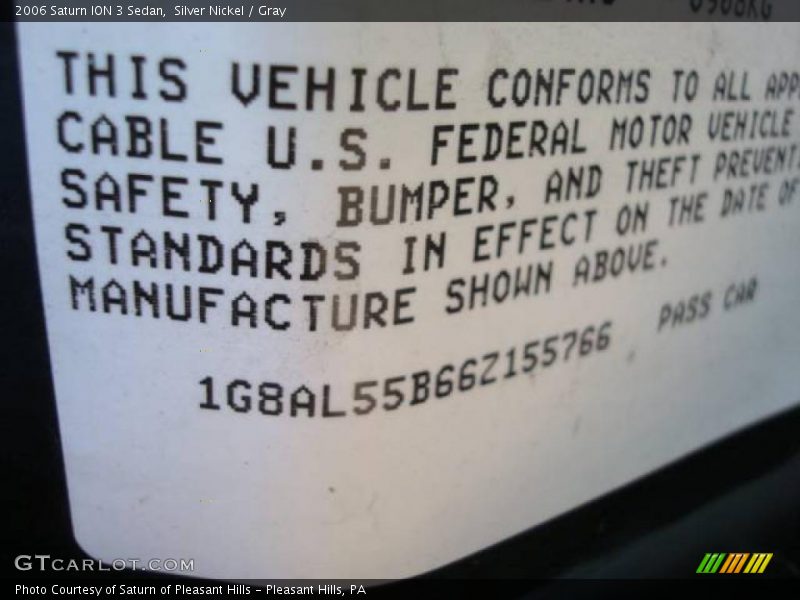 2006 Saturn ION 3 Sedan, Silver Nickel / Gray
THIS VEHICLE CONFORMS TO ALL APP
CABLE U.S. FEDERAL MOTOR VEHICLE
SAFETY, BUMPER, AND THEFT PREVENT
STANDARDS IN EFFECT ON THE DATE OF
MANUFACTURE SHOWN ABOVE.
1G8AL55B66Z155766 PASS CAR
GTCARLOT.COM
Photo Courtesy of Saturn of Pleasant Hills - Pleasant Hills, PA